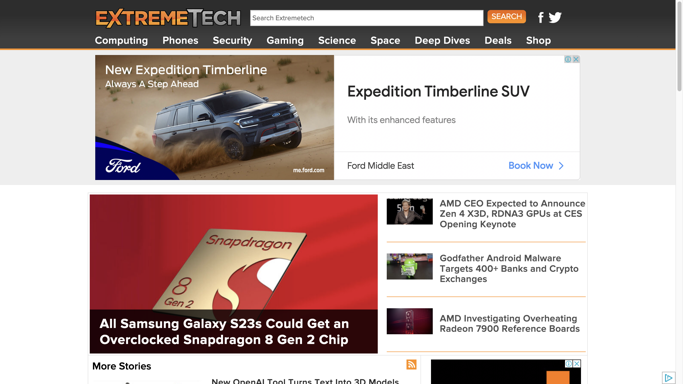 EXTREMETECH
Search Extremetech
SEARCH
Computing Phones Security Gaming Science Space Deep Dives Deals Shop
New Expedition Timberline
Always A Step Ahead
Ford
me.ford.com
Expedition Timberline SUV
With its enhanced features
Ford Middle East
Book Now
Snapdragon
8
Gen 2
All Samsung Galaxy S23s Could Get an
Overclocked Snapdragon 8 Gen 2 Chip
AMD CEO Expected to Announce
Zen 4 X3D, RDNA3 GPUs at CES
Opening Keynote
Godfather Android Malware
Targets 400+ Banks and Crypto
Exchanges
AMD Investigating Overheating
Radeon 7900 Reference Boards
More Stories
New OpenAI Tool Turns Text Into 3D Models